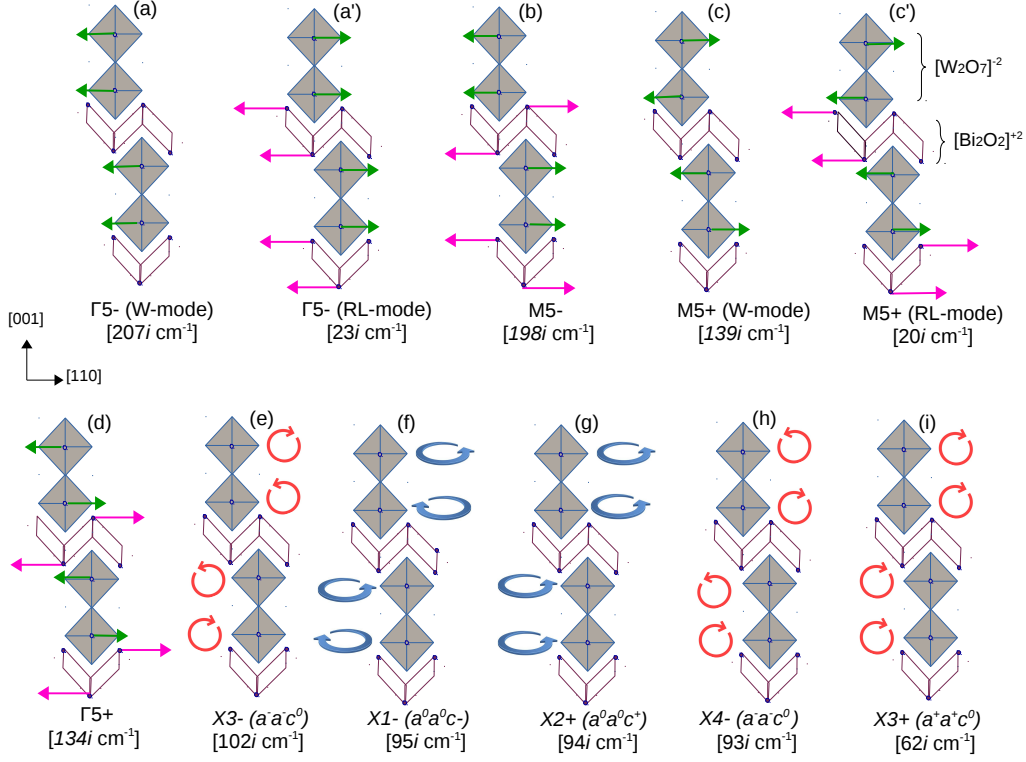 (a) (a') (b) (c) (c')
[W2O7]-2
[Bi2O2]+2
Γ5- (W-mode) Γ5- (RL-mode) M5- M5+ (W-mode) M5+ (RL-mode)
[207i cm-1] [23i cm-1] [198i cm-1] [139i cm-1] [20i cm-1]
[001]
[110]
(d) (e) (f) (g) (h) (i)
Γ5+ X3- (a-a-c0) X1- (a0a0c-) X2+ (a0a0c+) X4- (a-a-c0) X3+ (a+a+c0)
[134i cm-1] [102i cm-1] [95i cm-1] [94i cm-1] [93i cm-1] [62i cm-1]